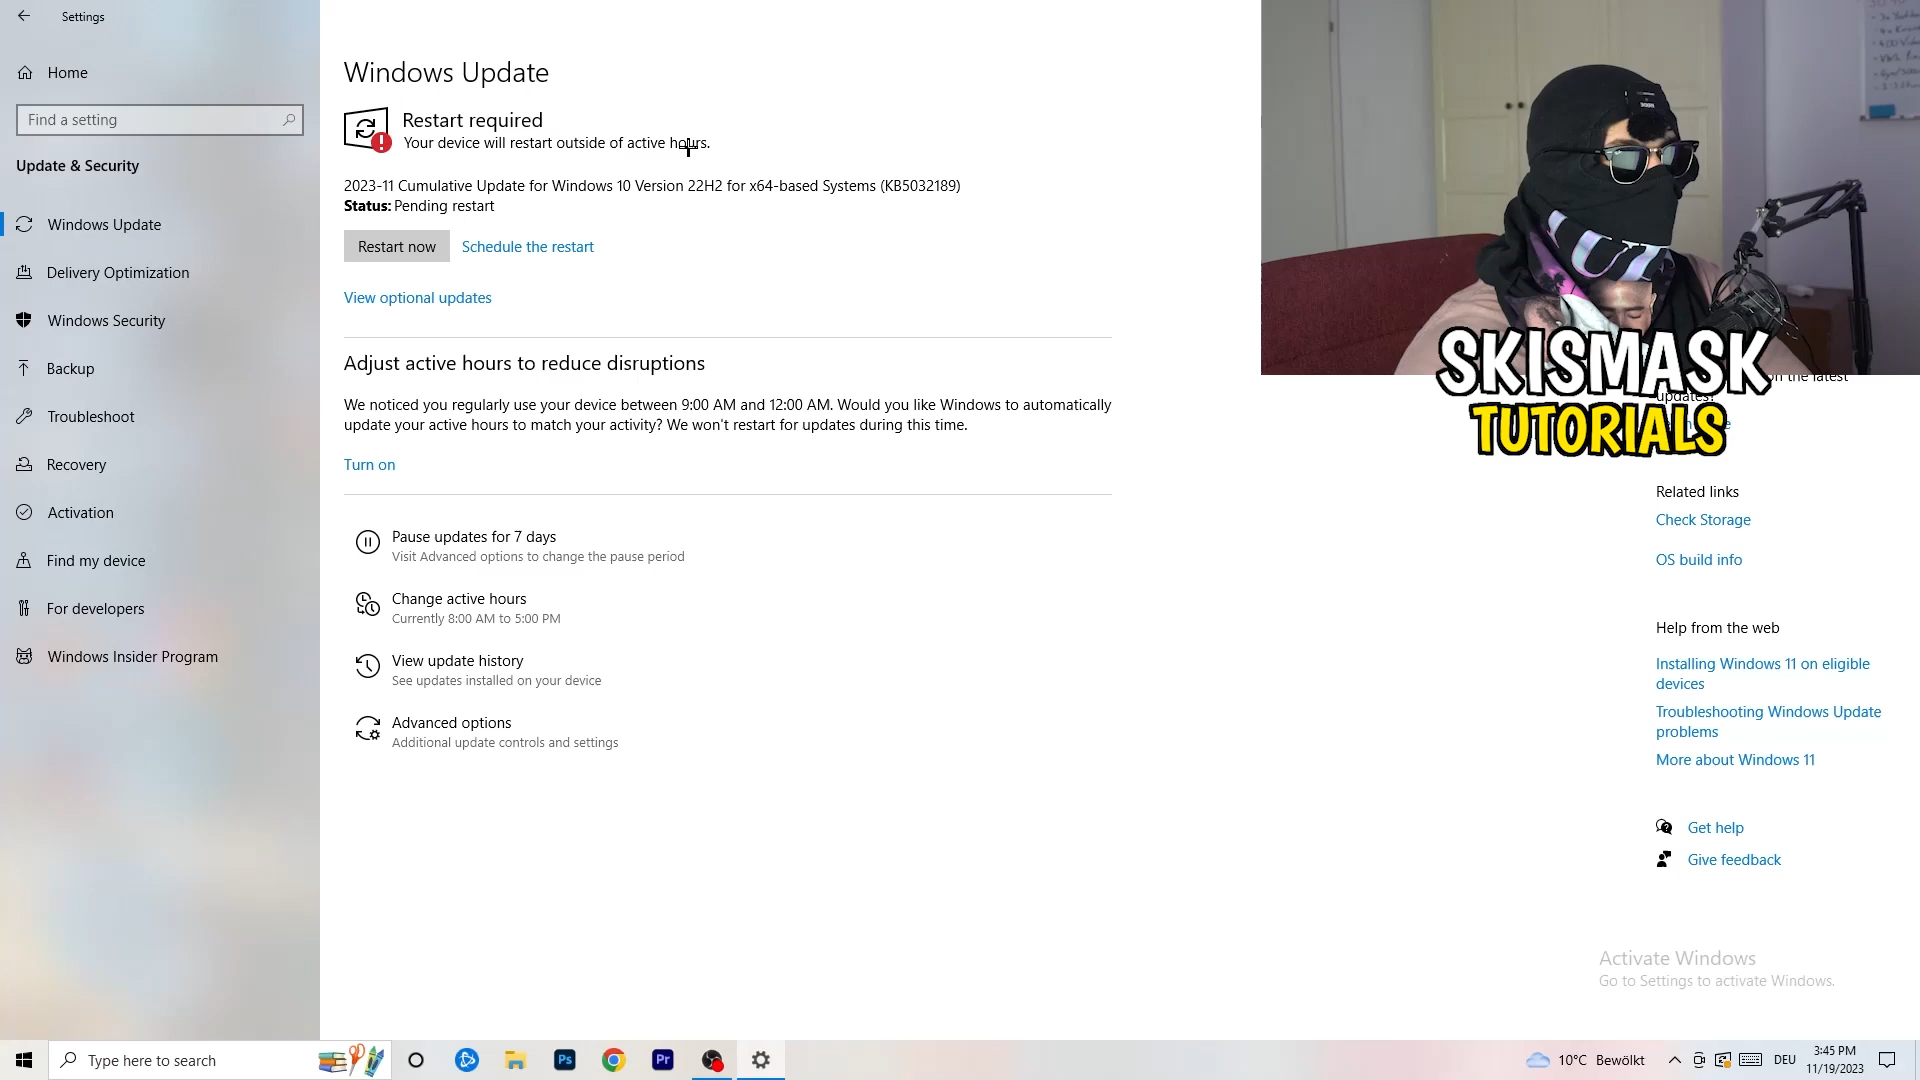 Settings
Home
Find a setting
Update & Security
Windows Update
Delivery Optimization
Windows Security
Backup
Troubleshoot
Recovery
Activation
Find my device
For developers
Windows Insider Program
Windows Update
Restart required
Your device will restart outside of active hours.
2023-11 Cumulative Update for Windows 10 Version 22H2 for x64-based Systems (KB5032189)
Status: Pending restart
Restart now
Schedule the restart
View optional updates
Adjust active hours to reduce disruptions
We noticed you regularly use your device between 9:00 AM and 12:00 AM. Would you like Windows to automatically
update your active hours to match your activity? We won't restart for updates during this time.
Turn on
Pause updates for 7 days
Visit Advanced options to change the pause period
Change active hours
Currently 8:00 AM to 5:00 PM
View update history
See updates installed on your device
Advanced options
Additional update controls and settings
SKISMASK
TUTORIALS
on the latest
updates?
Related links
Check Storage
OS build info
Help from the web
Installing Windows 11 on eligible
devices
Troubleshooting Windows Update
problems
More about Windows 11
Get help
Give feedback
Activate Windows
Go to Settings to activate Windows.
Type here to search
Ps
Pr
10°C Bewölkt
DEU
3:45 PM
11/19/2023